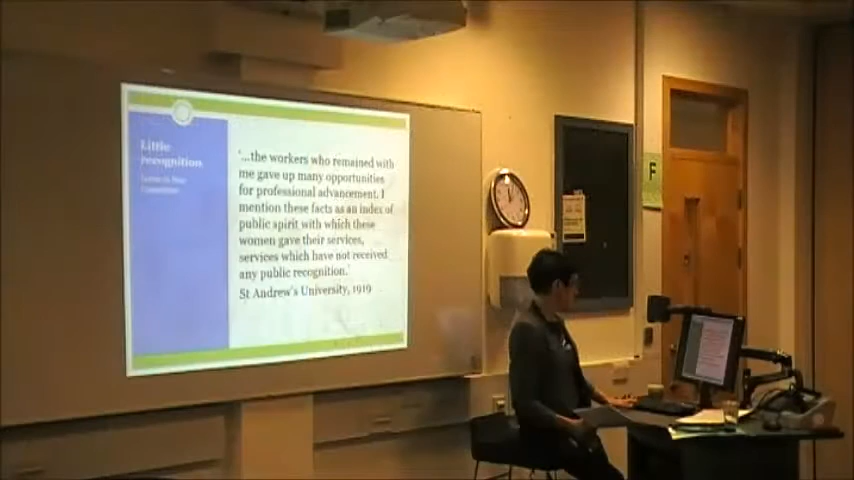 Little
recognition
'...the workers who remained with
me gave up many opportunities
for professional advancement. I
mention these facts as an index of
public spirit with which these
women gave their services,
services which have not received
any public recognition.'
St Andrew's University, 1919
F